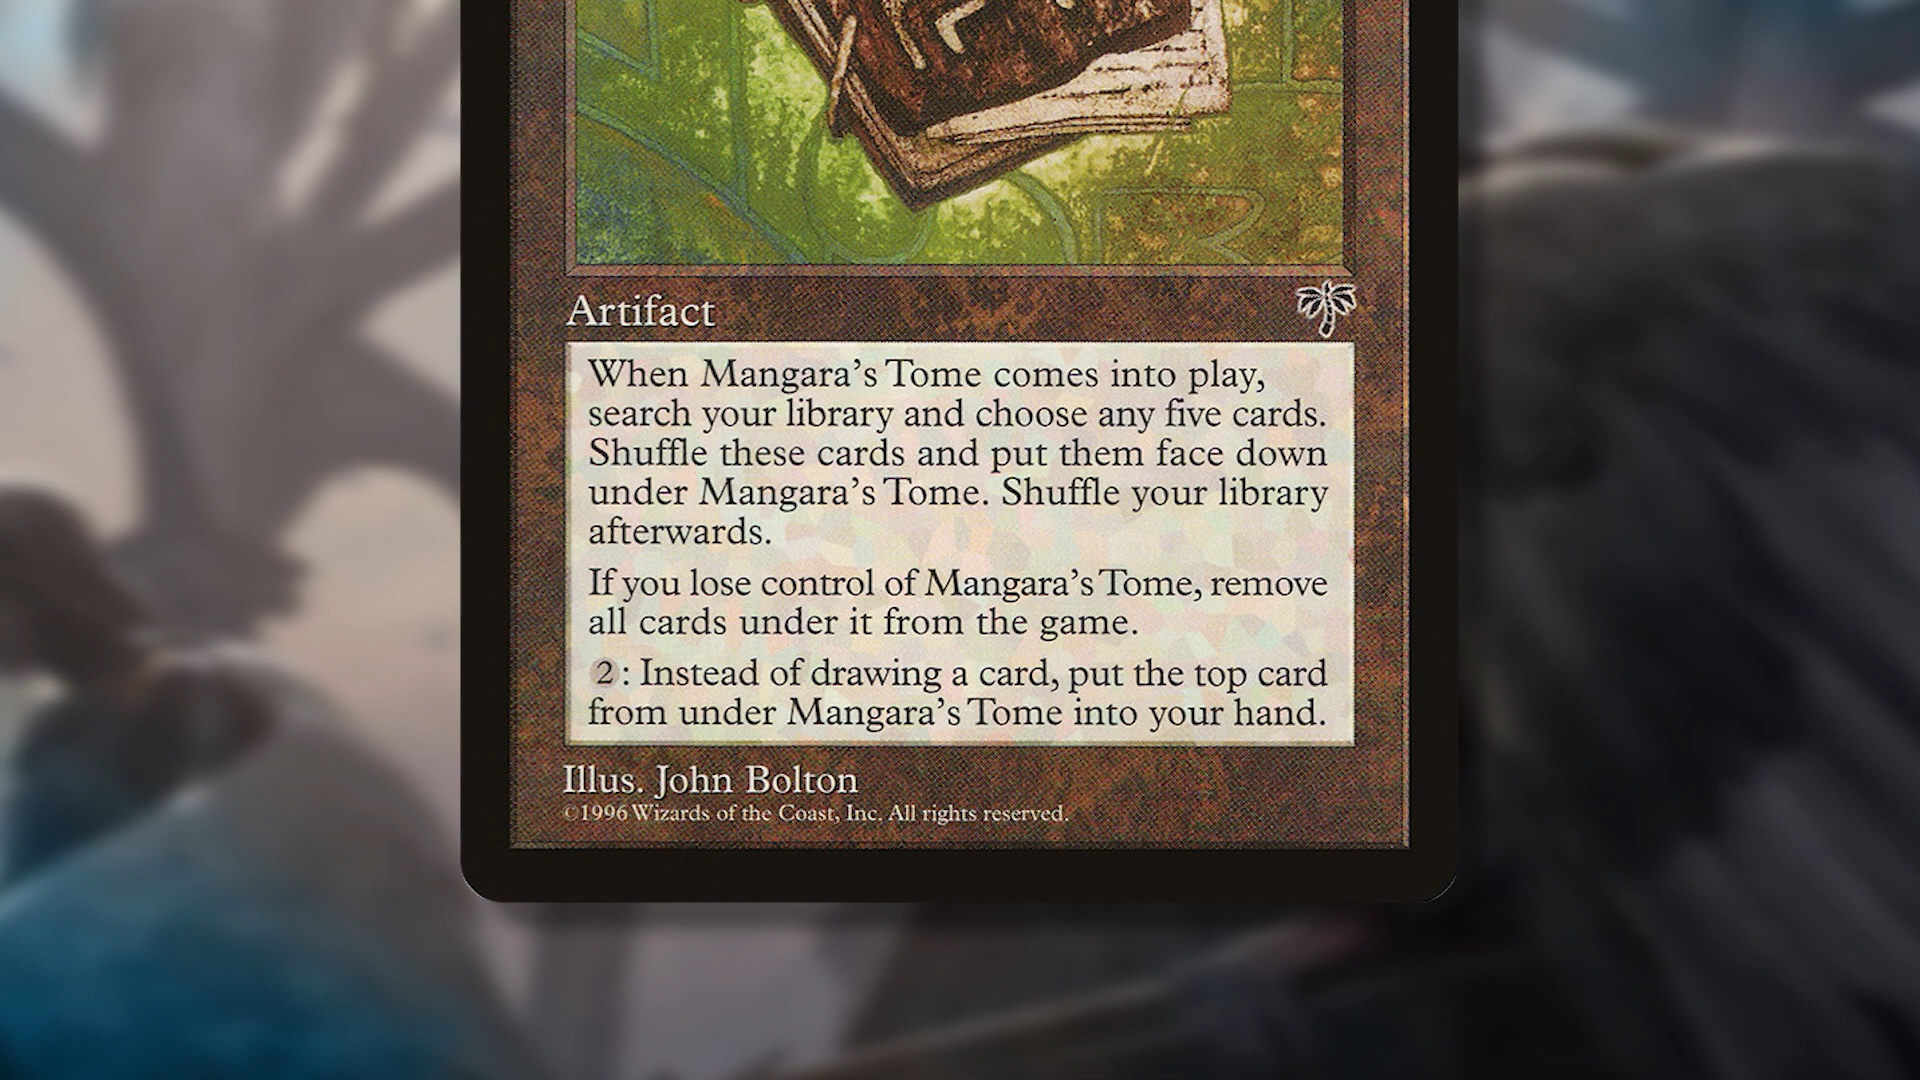 Artifact
When Mangara's Tome comes into play,
search your library and choose any five cards.
Shuffle these cards and put them face down
under Mangara's Tome. Shuffle your library
afterwards.
If you lose control of Mangara's Tome, remove
all cards under it from the game.
2: Instead of drawing a card, put the top card
from under Mangara's Tome into your hand.
Illus. John Bolton
©1996 Wizards of the Coast, Inc. All rights reserved.